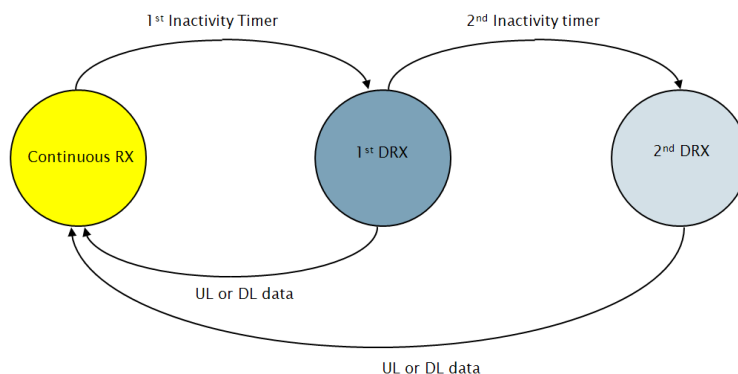 1st Inactivity Timer
2nd Inactivity timer
Continuous RX
1st DRX
2nd DRX
UL or DL data
UL or DL data